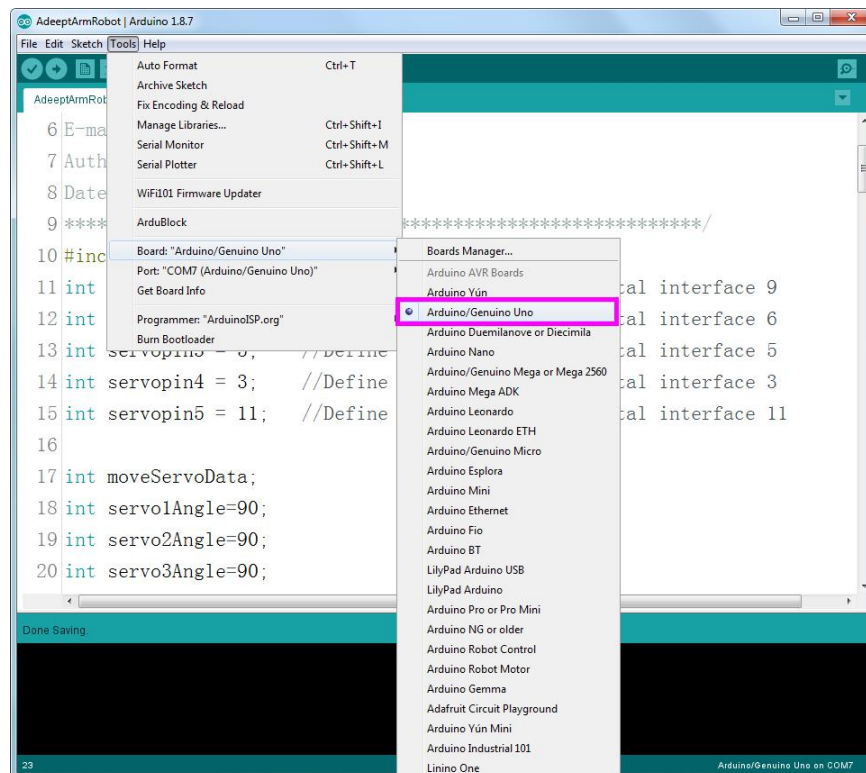 AdeeptArmRobot | Arduino 1.8.7
File Edit Sketch Tools Help
Auto Format Ctrl+T
Archive Sketch
Fix Encoding & Reload
Manage Libraries... Ctrl+Shift+I
Serial Monitor Ctrl+Shift+M
Serial Plotter Ctrl+Shift+L
WiFi101 Firmware Updater
ArduBlock
Board: "Arduino/Genuino Uno"
Port: "COM7 (Arduino/Genuino Uno)"
Get Board Info
Programmer: "ArduinoISP.org"
Burn Bootloader
Boards Manager...
Arduino AVR Boards
Arduino Yún
Arduino/Genuino Uno
Arduino Duemilanove or Diecimila
Arduino Nano
Arduino/Genuino Mega or Mega 2560
Arduino Mega ADK
Arduino Leonardo
Arduino Leonardo ETH
Arduino/Genuino Micro
Arduino Esplora
Arduino Mini
Arduino Ethernet
Arduino Fio
Arduino BT
LilyPad Arduino USB
LilyPad Arduino
Arduino Pro or Pro Mini
Arduino NG or older
Arduino Robot Control
Arduino Robot Motor
Arduino Gemma
Adafruit Circuit Playground
Arduino Yún Mini
Arduino Industrial 101
Linino One
AdeeptArmRob
6 E-ma
7 Auth
8 Date
9 **** ****************************/
10 #inc
11 int tal interface 9
12 int tal interface 6
13 int tal interface 5
14 int servopin4 = 3; //Define tal interface 3
15 int servopin5 = 11; //Define tal interface 11
16
17 int moveServoData;
18 int servo1Angle=90;
19 int servo2Angle=90;
20 int servo3Angle=90;
Done Saving.
23 Arduino/Genuino Uno on COM7